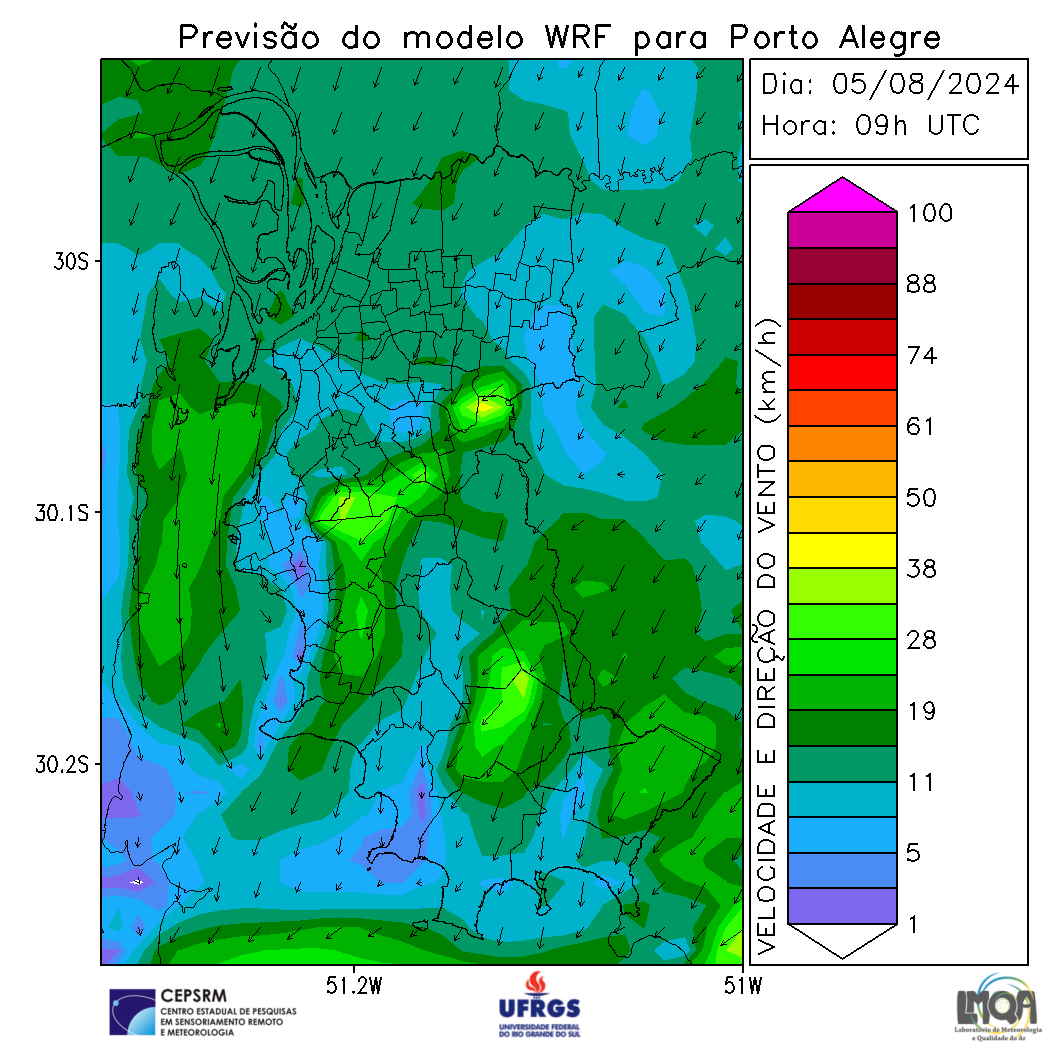 Previsão do modelo WRF para Porto Alegre
Dia: 05/08/2024
Hora: 09h UTC
30S
30.1S
30.2S
51.2W
51W
VELOCIDADE E DIREÇÃO DO VENTO (km/h)
100
88
74
61
50
38
28
19
11
5
1
CEPSRM
CENTRO ESTADUAL DE PESQUISAS
EM SENSORIAMENTO REMOTO
E METEOROLOGIA
UFRGS
UNIVERSIDADE FEDERAL
DO RIO GRANDE DO SUL
LMQA
Laboratório de Meteorologia
e Qualidade do Ar